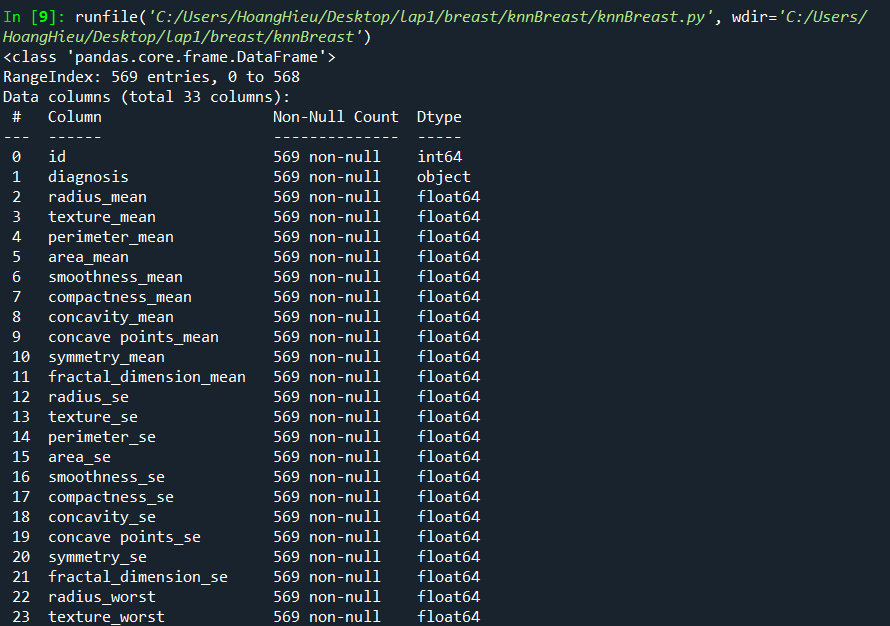 In [9]: runfile('C:/Users/HoangHieu/Desktop/lap1/breast/knnBreast/knnBreast.py', wdir='C:/Users/
HoangHieu/Desktop/lap1/breast/knnBreast')
<class 'pandas.core.frame.DataFrame'>
RangeIndex: 569 entries, 0 to 568
Data columns (total 33 columns):
 #   Column                   Non-Null Count  Dtype
---  ------                   --------------  -----
 0   id                       569 non-null    int64
 1   diagnosis                569 non-null    object
 2   radius_mean              569 non-null    float64
 3   texture_mean             569 non-null    float64
 4   perimeter_mean           569 non-null    float64
 5   area_mean                569 non-null    float64
 6   smoothness_mean          569 non-null    float64
 7   compactness_mean         569 non-null    float64
 8   concavity_mean           569 non-null    float64
 9   concave points_mean      569 non-null    float64
 10  symmetry_mean            569 non-null    float64
 11  fractal_dimension_mean   569 non-null    float64
 12  radius_se                569 non-null    float64
 13  texture_se               569 non-null    float64
 14  perimeter_se             569 non-null    float64
 15  area_se                  569 non-null    float64
 16  smoothness_se            569 non-null    float64
 17  compactness_se           569 non-null    float64
 18  concavity_se             569 non-null    float64
 19  concave points_se        569 non-null    float64
 20  symmetry_se              569 non-null    float64
 21  fractal_dimension_se     569 non-null    float64
 22  radius_worst             569 non-null    float64
 23  texture_worst            569 non-null    float64